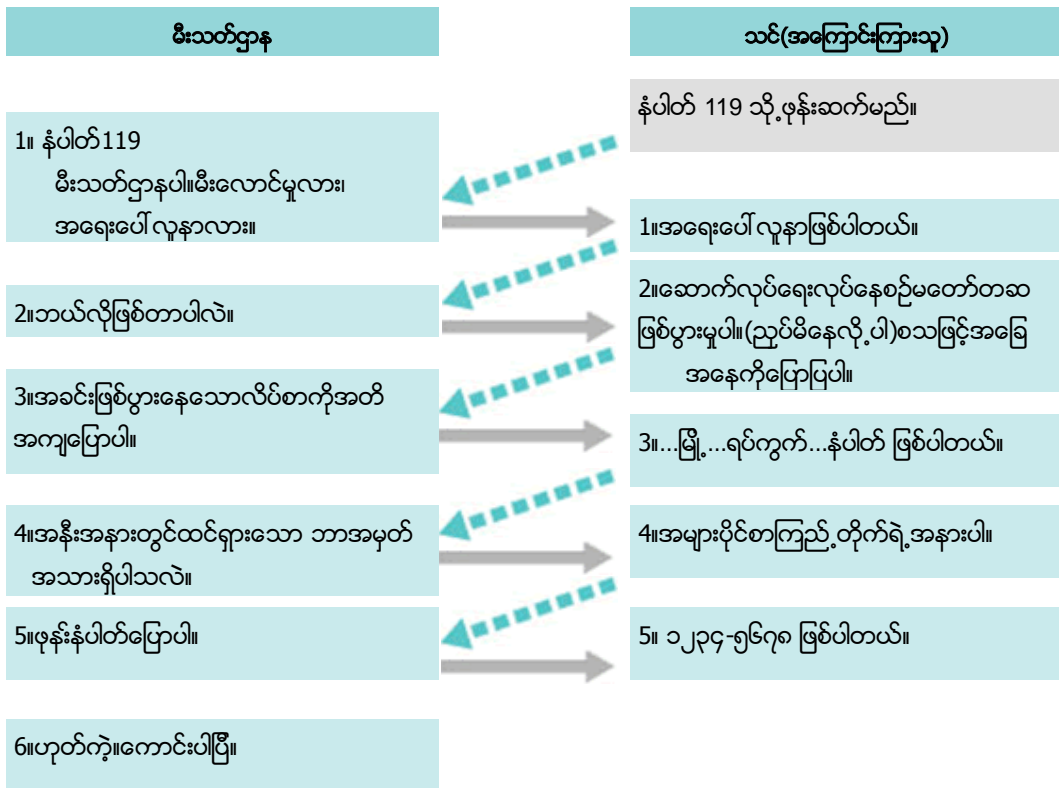 မီးသတ်ဌာန
သင်(အကြောင်းကြားသူ)
နံပါတ် 119 သို့ဖုန်းဆက်မည်။
1။ နံပါတ်119
မီးသတ်ဌာနပါ။မီးလောင်မှုလား၊
အရေးပေါ်လူနာလား။
1။အရေးပေါ်လူနာဖြစ်ပါတယ်။
2။ဘယ်လိုဖြစ်တာပါလဲ။
2။ဆောက်လုပ်ရေးလုပ်နေစဉ်မတော်တဆ
ဖြစ်ပွားမှုပါ။(ညှပ်မိနေလို့ပါ)စသဖြင့်အခြေ
အနေကိုပြောပြပါ။
3။အခင်းဖြစ်ပွားနေသောလိပ်စာကိုအတိ
အကျပြောပါ။
3။...မြို့...ရပ်ကွက်...နံပါတ် ဖြစ်ပါတယ်။
4။အနီးအနားတွင်ထင်ရှားသော ဘာအမှတ်
အသားရှိပါသလဲ။
4။အများပိုင်စာကြည့်တိုက်ရဲ့အနားပါ။
5။ဖုန်းနံပါတ်ပြောပါ။
5။ ၁၂၃၄-၅၆၇၈ ဖြစ်ပါတယ်။
6။ဟုတ်ကဲ့။ကောင်းပါပြီ။